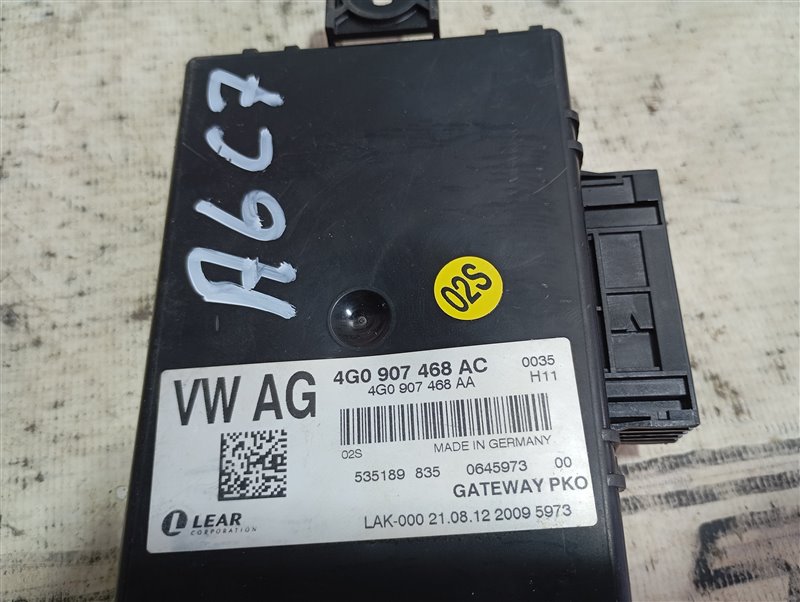 A6C7
02S
VW AG
4G0 907 468 AC 0035
4G0 907 468 AA H11
02S MADE IN GERMANY
535189 835 0645973 00
GATEWAY PKO
LEAR
CORPORATION
LAK-000 21.08.12 2009 5973